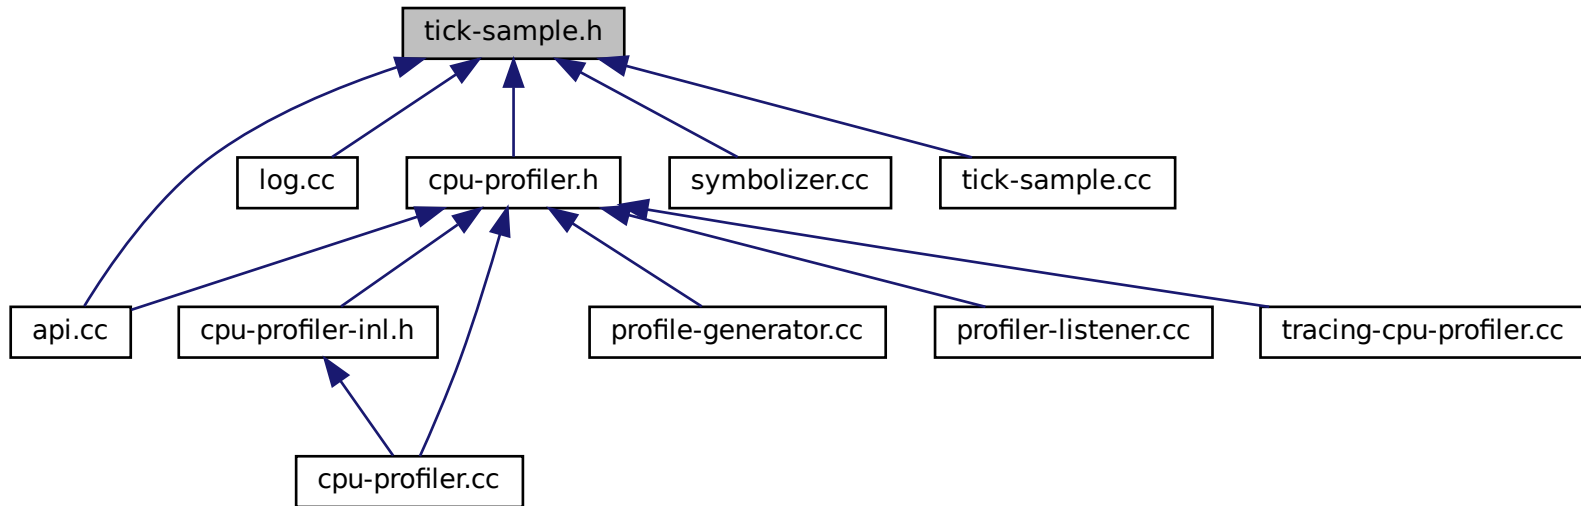 tick-sample.h
log.cc
cpu-profiler.h
symbolizer.cc
tick-sample.cc
api.cc
cpu-profiler-inl.h
profile-generator.cc
profiler-listener.cc
tracing-cpu-profiler.cc
cpu-profiler.cc